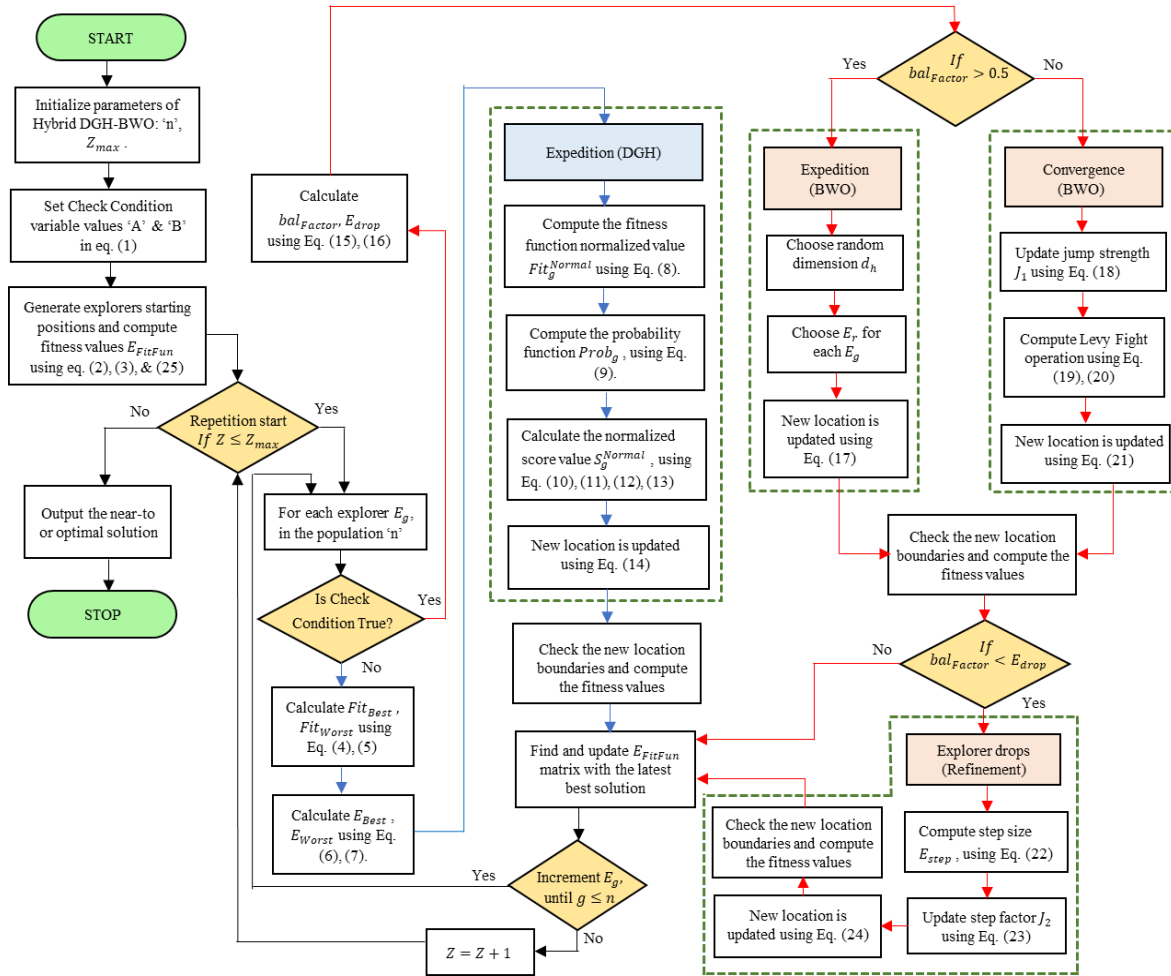 START
Initialize parameters of
Hybrid DGH-BWO: ‘n’,
Z_max .
Set Check Condition
variable values ‘A’ & ‘B’
in eq. (1)
Generate explorers starting
positions and compute
fitness values E_FitFun
using eq. (2), (3), & (25)
No
Yes
Repetition start
If Z ≤ Z_max
Output the near-to
or optimal solution
STOP
For each explorer E_g,
in the population ‘n’
Is Check
Condition True?
Yes
No
Calculate Fit_Best ,
Fit_Worst using
Eq. (4), (5)
Calculate E_Best ,
E_Worst using Eq.
(6), (7).
Calculate
bal_Factor, E_drop
using Eq. (15), (16)
Expedition (DGH)
Compute the fitness
function normalized value
Fit_g^Normal using Eq. (8).
Compute the probability
function Prob_g , using Eq.
(9).
Calculate the normalized
score value S_g^Normal , using
Eq. (10), (11), (12), (13)
New location is updated
using Eq. (14)
Check the new location
boundaries and compute
the fitness values
Find and update E_FitFun
matrix with the latest
best solution
Yes
Increment E_g,
until g ≤ n
No
Z = Z + 1
Yes
If
bal_Factor > 0.5
No
Expedition
(BWO)
Choose random
dimension d_h
Choose E_r for
each E_g
New location is
updated using
Eq. (17)
Convergence
(BWO)
Update jump strength
J_1 using Eq. (18)
Compute Levy Fight
operation using Eq.
(19), (20)
New location is updated
using Eq. (21)
Check the new location
boundaries and compute the
fitness values
No
If
bal_Factor < E_drop
Yes
Explorer drops
(Refinement)
Compute step size
E_step , using Eq. (22)
Update step factor J_2
using Eq. (23)
New location is
updated using Eq. (24)
Check the new location
boundaries and compute
the fitness values